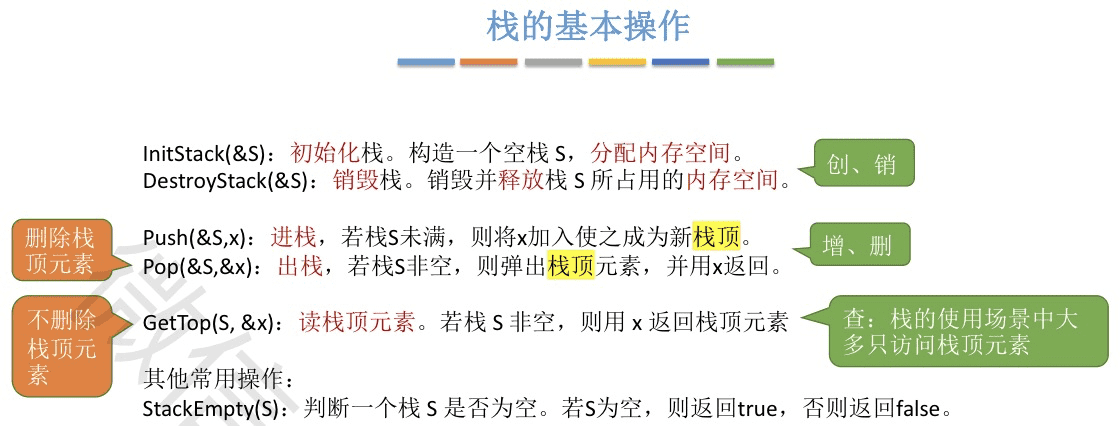 栈的基本操作
InitStack(&S)：初始化栈。构造一个空栈 S，分配内存空间。
DestroyStack(&S)：销毁栈。销毁并释放栈 S 所占用的内存空间。
创、销
删除栈
顶元素
Push(&S,x)：进栈，若栈S未满，则将x加入使之成为新栈顶。
Pop(&S,&x)：出栈，若栈S非空，则弹出栈顶元素，并用x返回。
增、删
不删除
栈顶元
素
GetTop(S, &x)：读栈顶元素。若栈 S 非空，则用 x 返回栈顶元素
查：栈的使用场景中大
多只访问栈顶元素
其他常用操作：
StackEmpty(S)：判断一个栈 S 是否为空。若S为空，则返回true，否则返回false。
微信